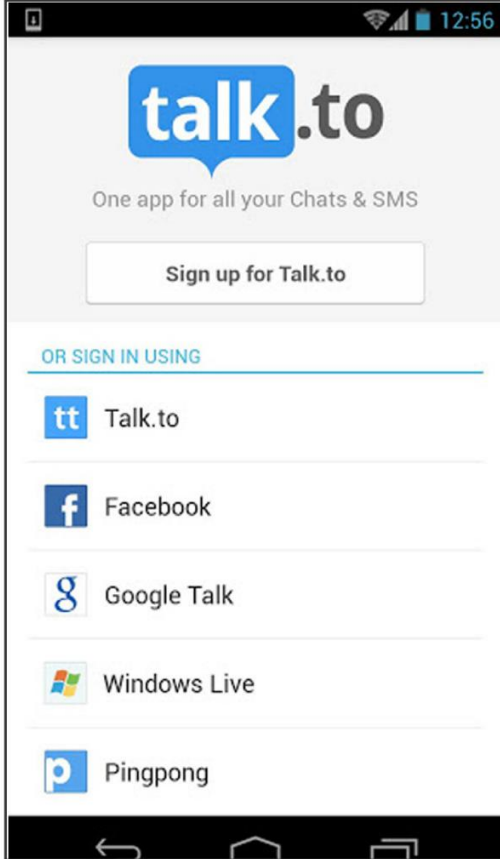 12:56
talk.to
One app for all your Chats & SMS
Sign up for Talk.to
OR SIGN IN USING
tt Talk.to
f Facebook
g Google Talk
Windows Live
p Pingpong